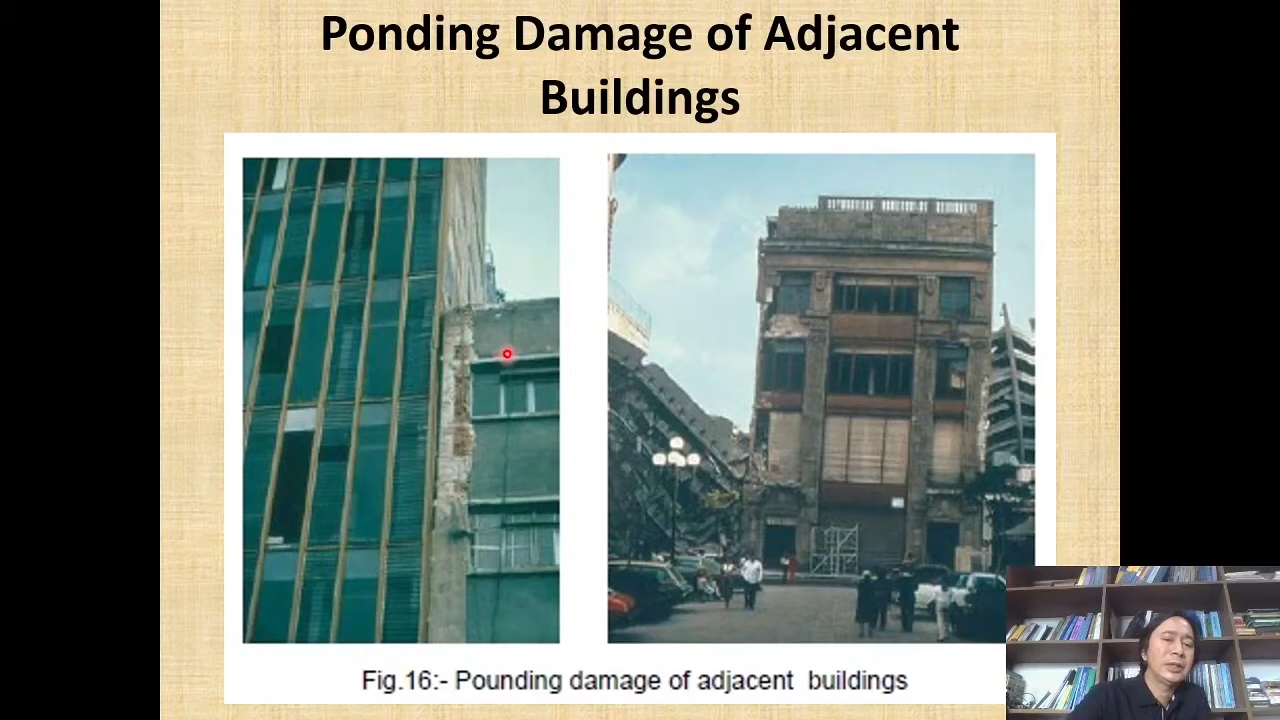 Ponding Damage of Adjacent
Buildings
Fig.16:- Pounding damage of adjacent buildings